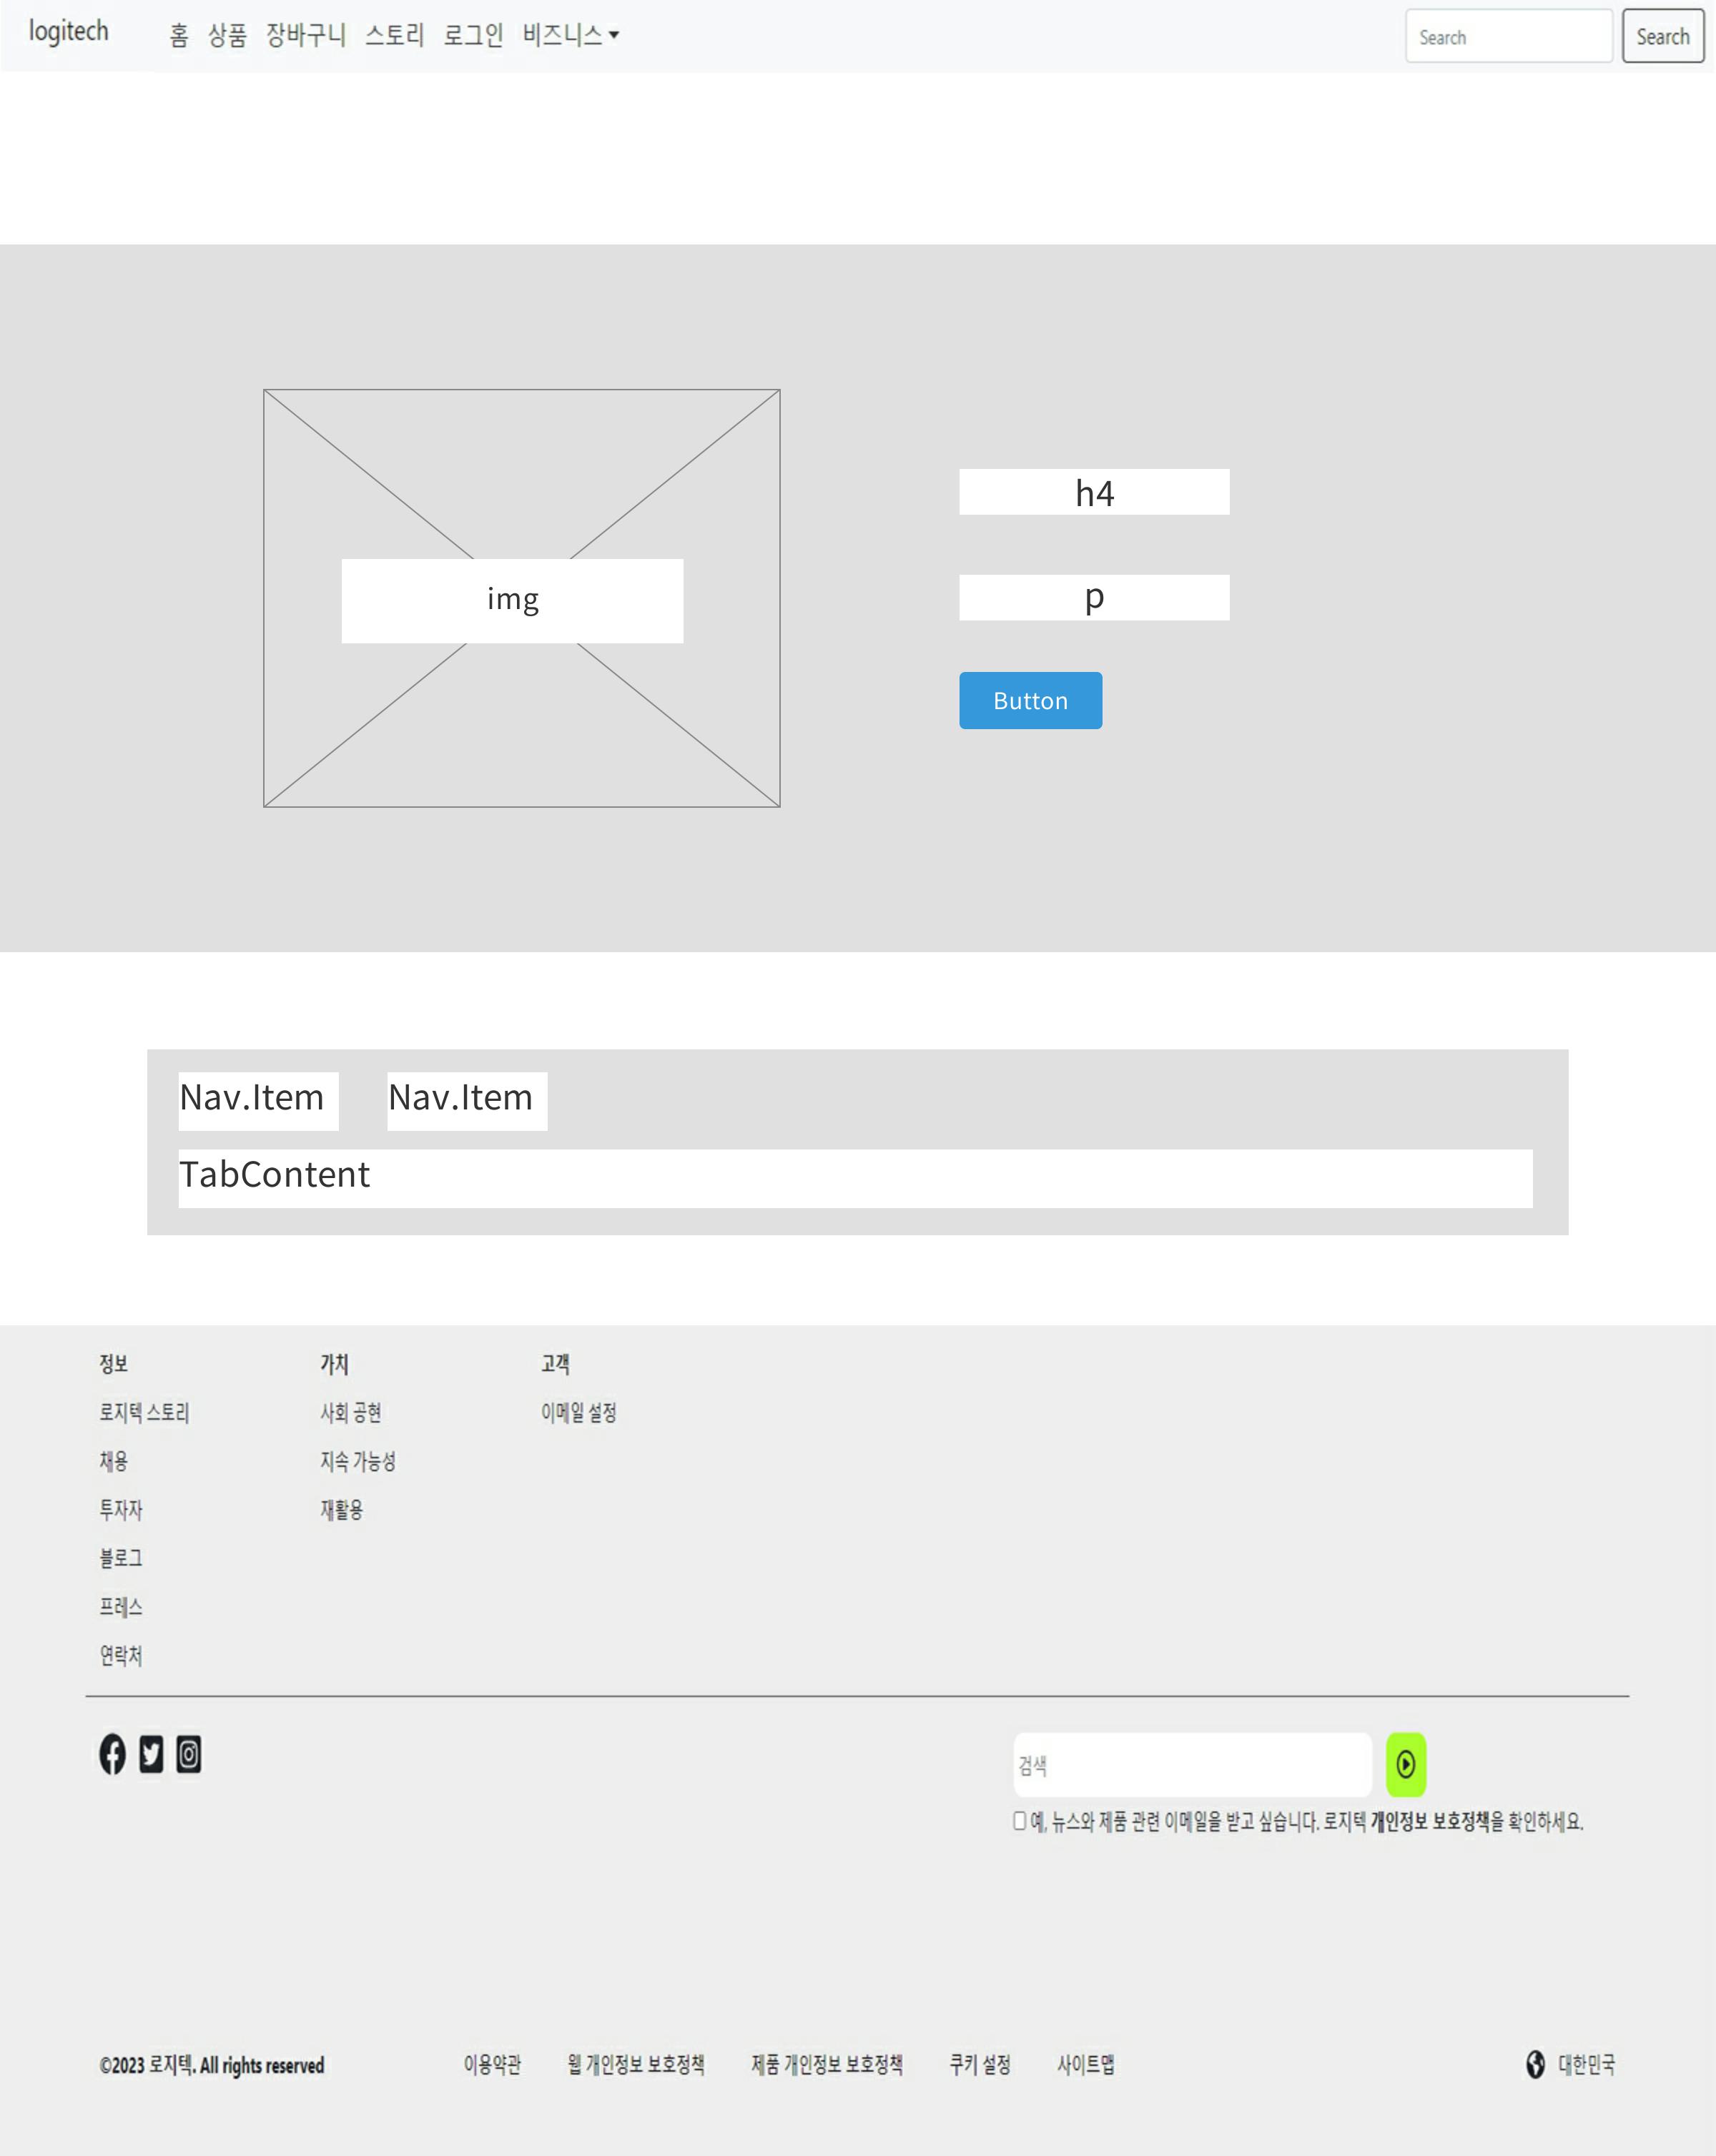 logitech 홈 상품 장바구니 스토리 로그인 비즈니스 Search Search
img
h4
p
Button
Nav.Item Nav.Item
TabContent
정보 가치 고객
로지텍 스토리 사회 공현 이메일 설정
채용 지속 가능성
투자자 재활용
블로그
프레스
연락처
검색
예, 뉴스와 제품 관련 이메일을 받고 싶습니다. 로지텍 개인정보 보호정책을 확인하세요.
©2023 로지텍. All rights reserved 이용약관 웹 개인정보 보호정책 제품 개인정보 보호정책 쿠키 설정 사이트맵 대한민국